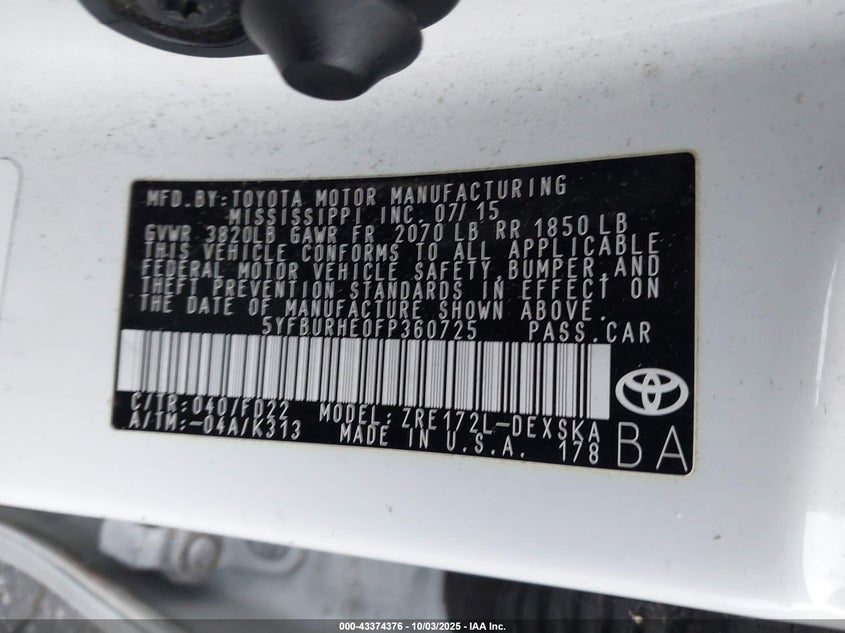 MFD.BY:TOYOTA MOTOR MANUFACTURING
MISSISSIPPI INC. 07/15
GVWR 3820LB GAWR FR 2070 LB RR 1850 LB
THIS VEHICLE CONFORMS TO ALL APPLICABLE
FEDERAL MOTOR VEHICLE SAFETY,BUMPER,AND
THEFT PREVENTION STANDARDS IN EFFECT ON
THE DATE OF MANUFACTURE SHOWN ABOVE.
5YFBURHE0FP360725 PASS.CAR
C/TR:040/FD22 MODEL:ZRE172L-DEXSKA
A/TM:-04A/K313 MADE IN U.S.A. 178
BA
000-43374376 | 10/03/2025 | IAA Inc.